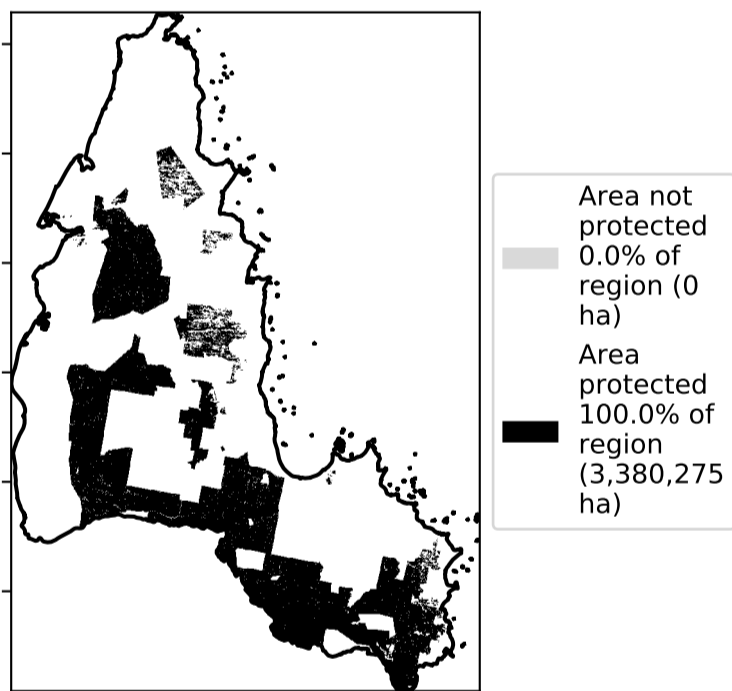 Area not
protected
0.0% of
region (0
ha)
Area
protected
100.0% of
region
(3,380,275
ha)